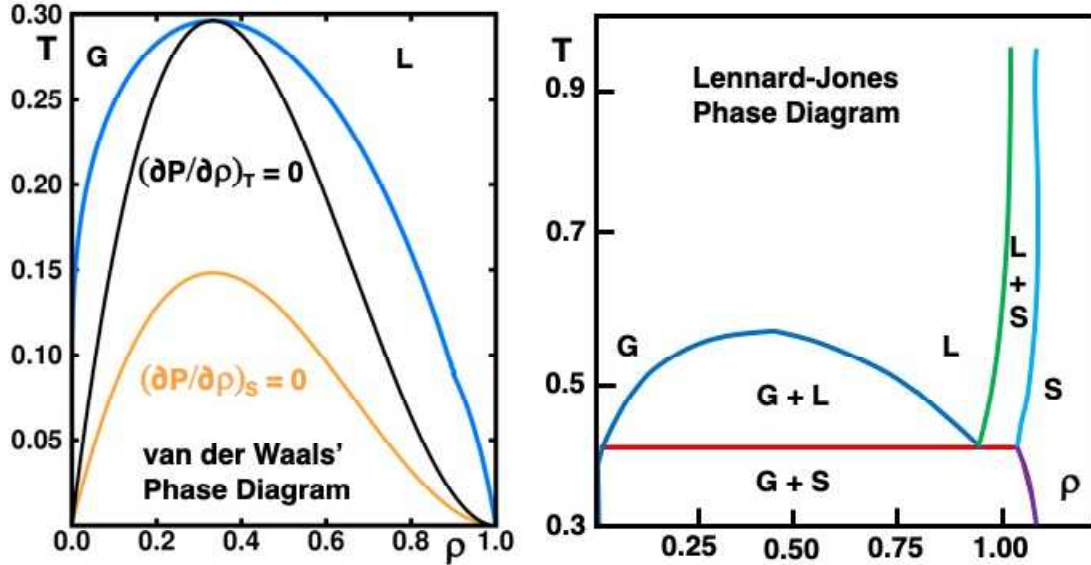 0.30
T
G
L
0.25
(∂P/∂ρ)T = 0
0.20
0.15
0.10
(∂P/∂ρ)S = 0
0.05
van der Waals'
Phase Diagram
0.0 0.2 0.4 0.6 0.8 ρ 1.0
T
Lennard-Jones
Phase Diagram
0.9
0.7
L
+
S
G
L
0.5
G + L
S
G + S
ρ
0.3
0.25 0.50 0.75 1.00